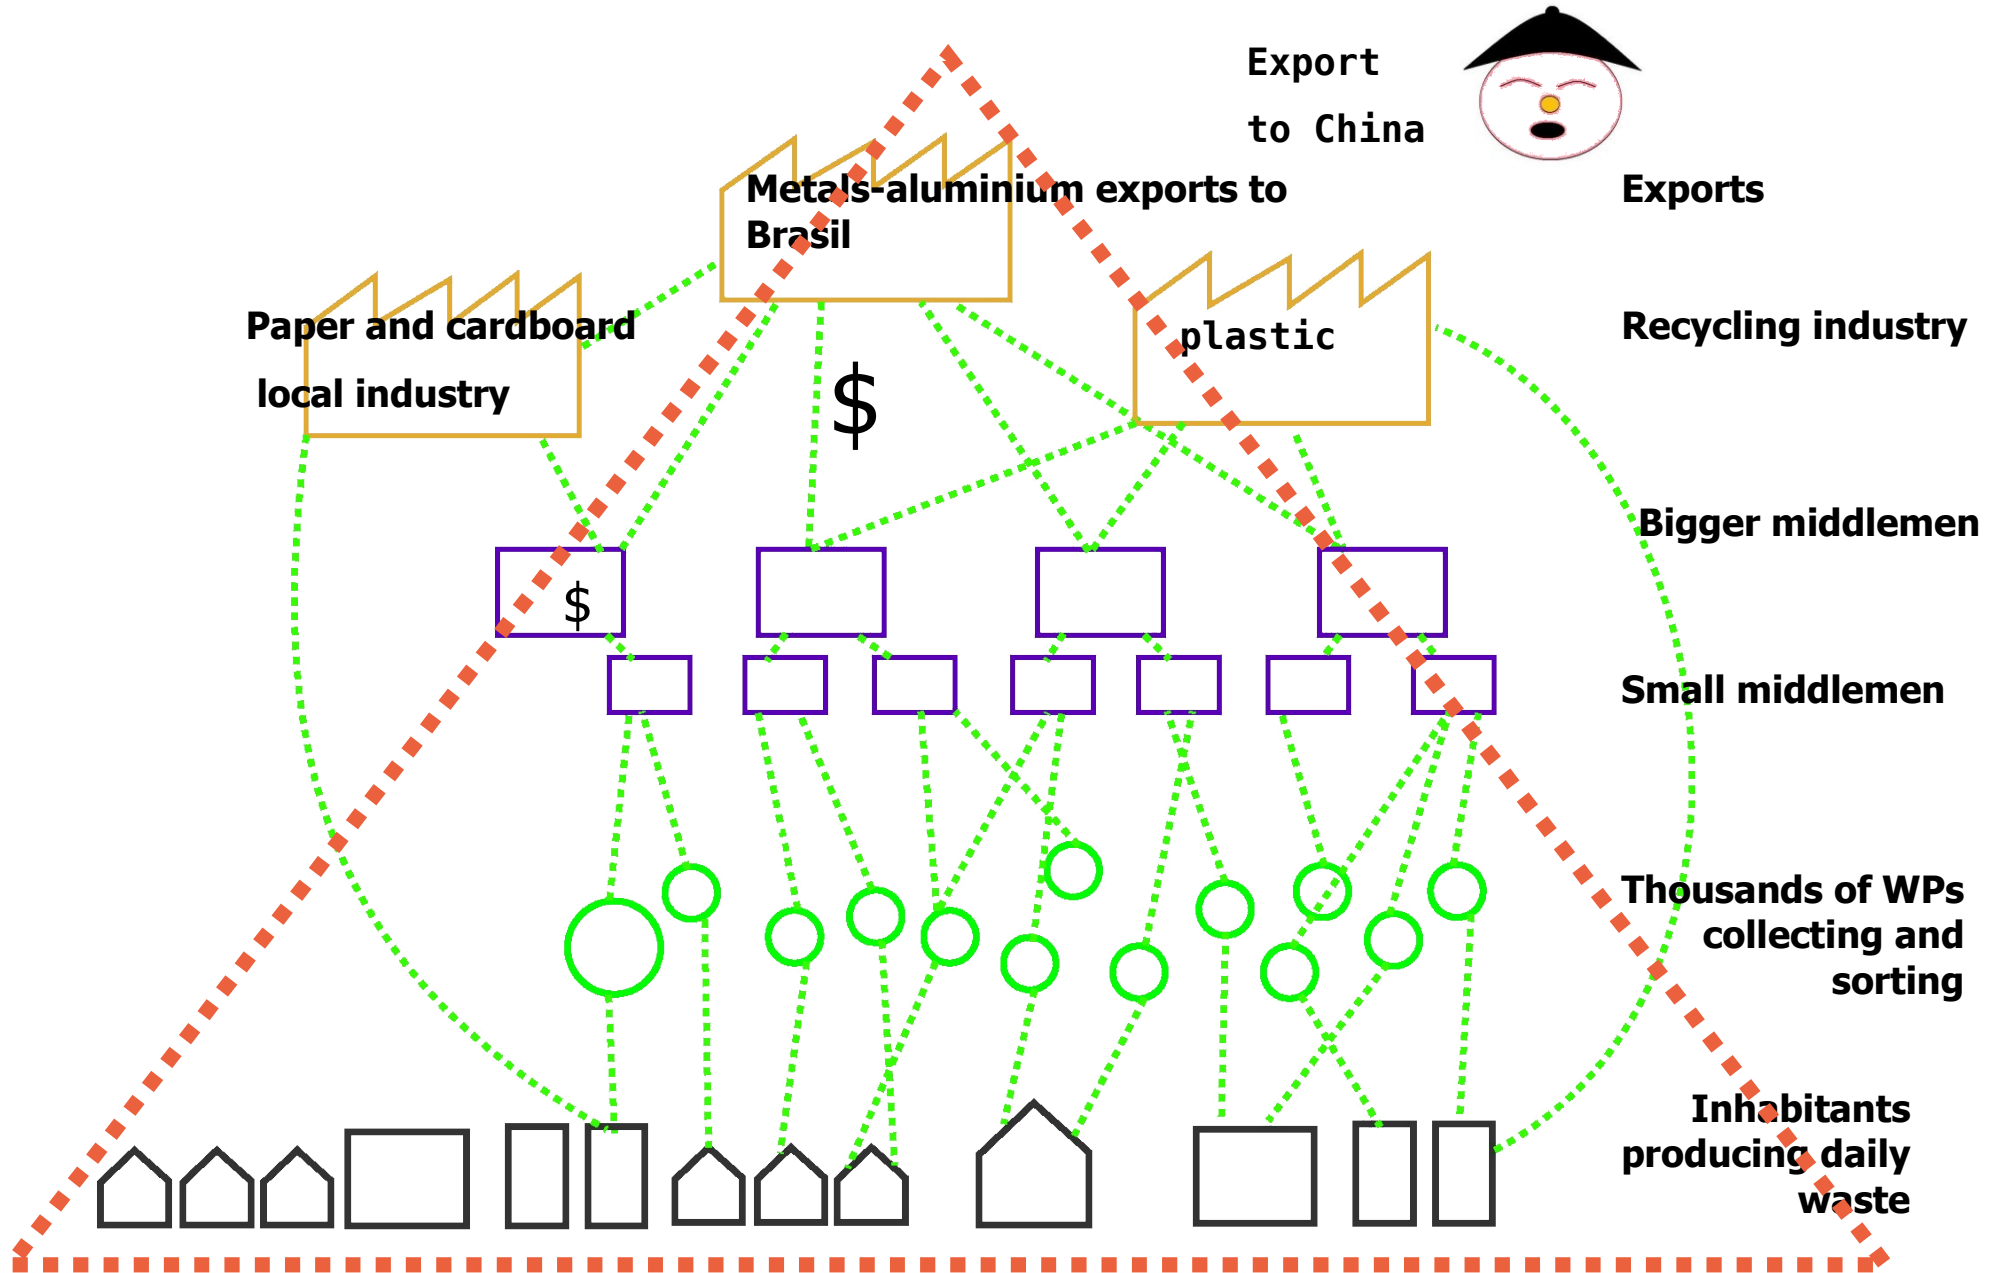 Export
to China
Metals-aluminium exports to
Brasil
Exports
Paper and cardboard
local industry
plastic
Recycling industry
$
Bigger middlemen
$
Small middlemen
Thousands of WPs
collecting and
sorting
Inhabitants
producing daily
waste